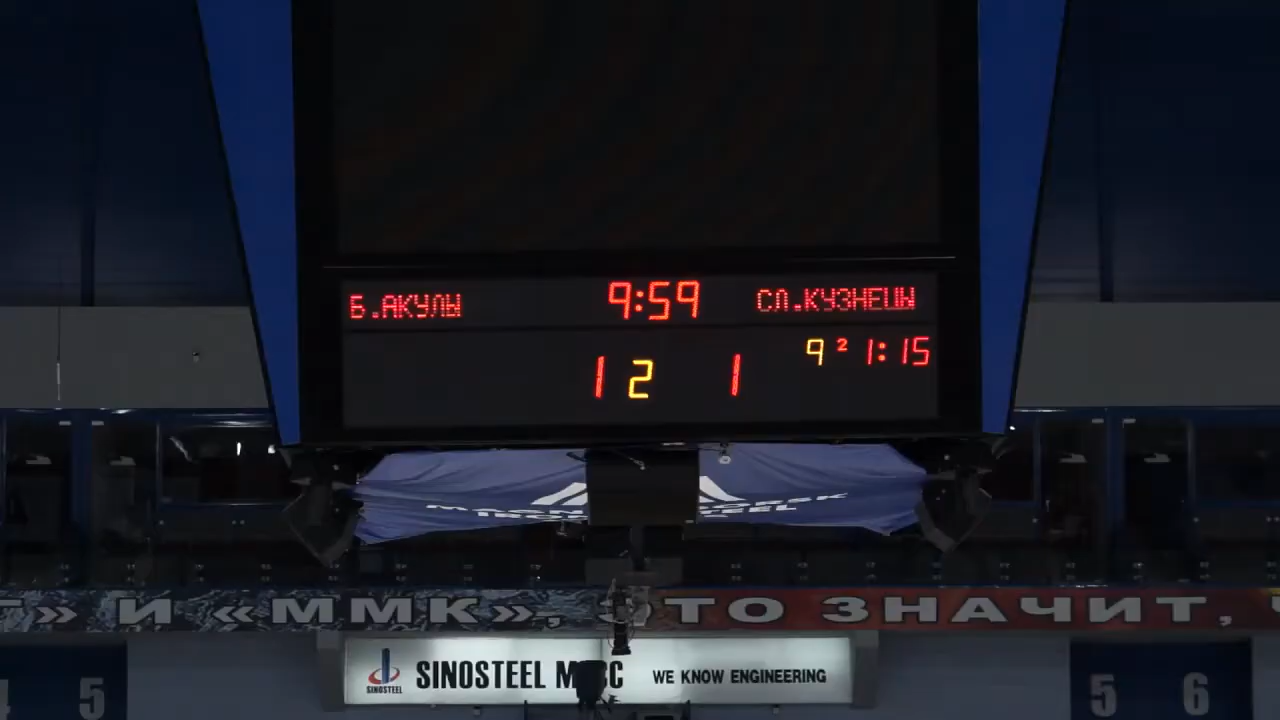 Б.АКУЛЫ 9:59 СЛ.КУЗНЕЦЫ
9 2 1:15
1 2 1
» И «ММК», ЭТО ЗНАЧИТ,
SINOSTEEL WE KNOW ENGINEERING
SINOSTEEL
5 5 6